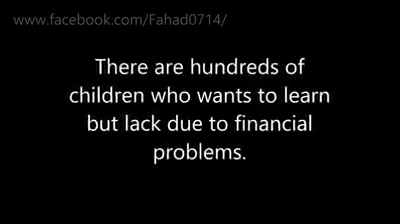 www.facebook.com/Fahad0714/
There are hundreds of
children who wants to learn
but lack due to financial
problems.